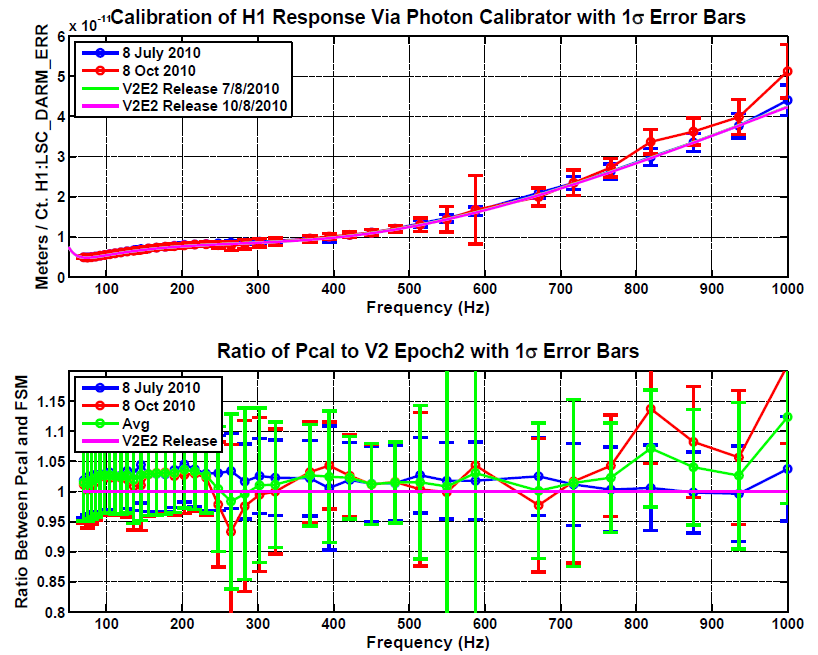 x 10-11
Calibration of H1 Response Via Photon Calibrator with 1σ Error Bars
Meters / Ct. H1:LSC_DARM_ERR
6
5
4
3
2
1
0
8 July 2010
8 Oct 2010
V2E2 Release 7/8/2010
V2E2 Release 10/8/2010
100 200 300 400 500 600 700 800 900 1000
Frequency (Hz)
Ratio of Pcal to V2 Epoch2 with 1σ Error Bars
Ratio Between Pcal and FSM
1.15
1.1
1.05
1
0.95
0.9
0.85
0.8
8 July 2010
8 Oct 2010
Avg
V2E2 Release
100 200 300 400 500 600 700 800 900 1000
Frequency (Hz)